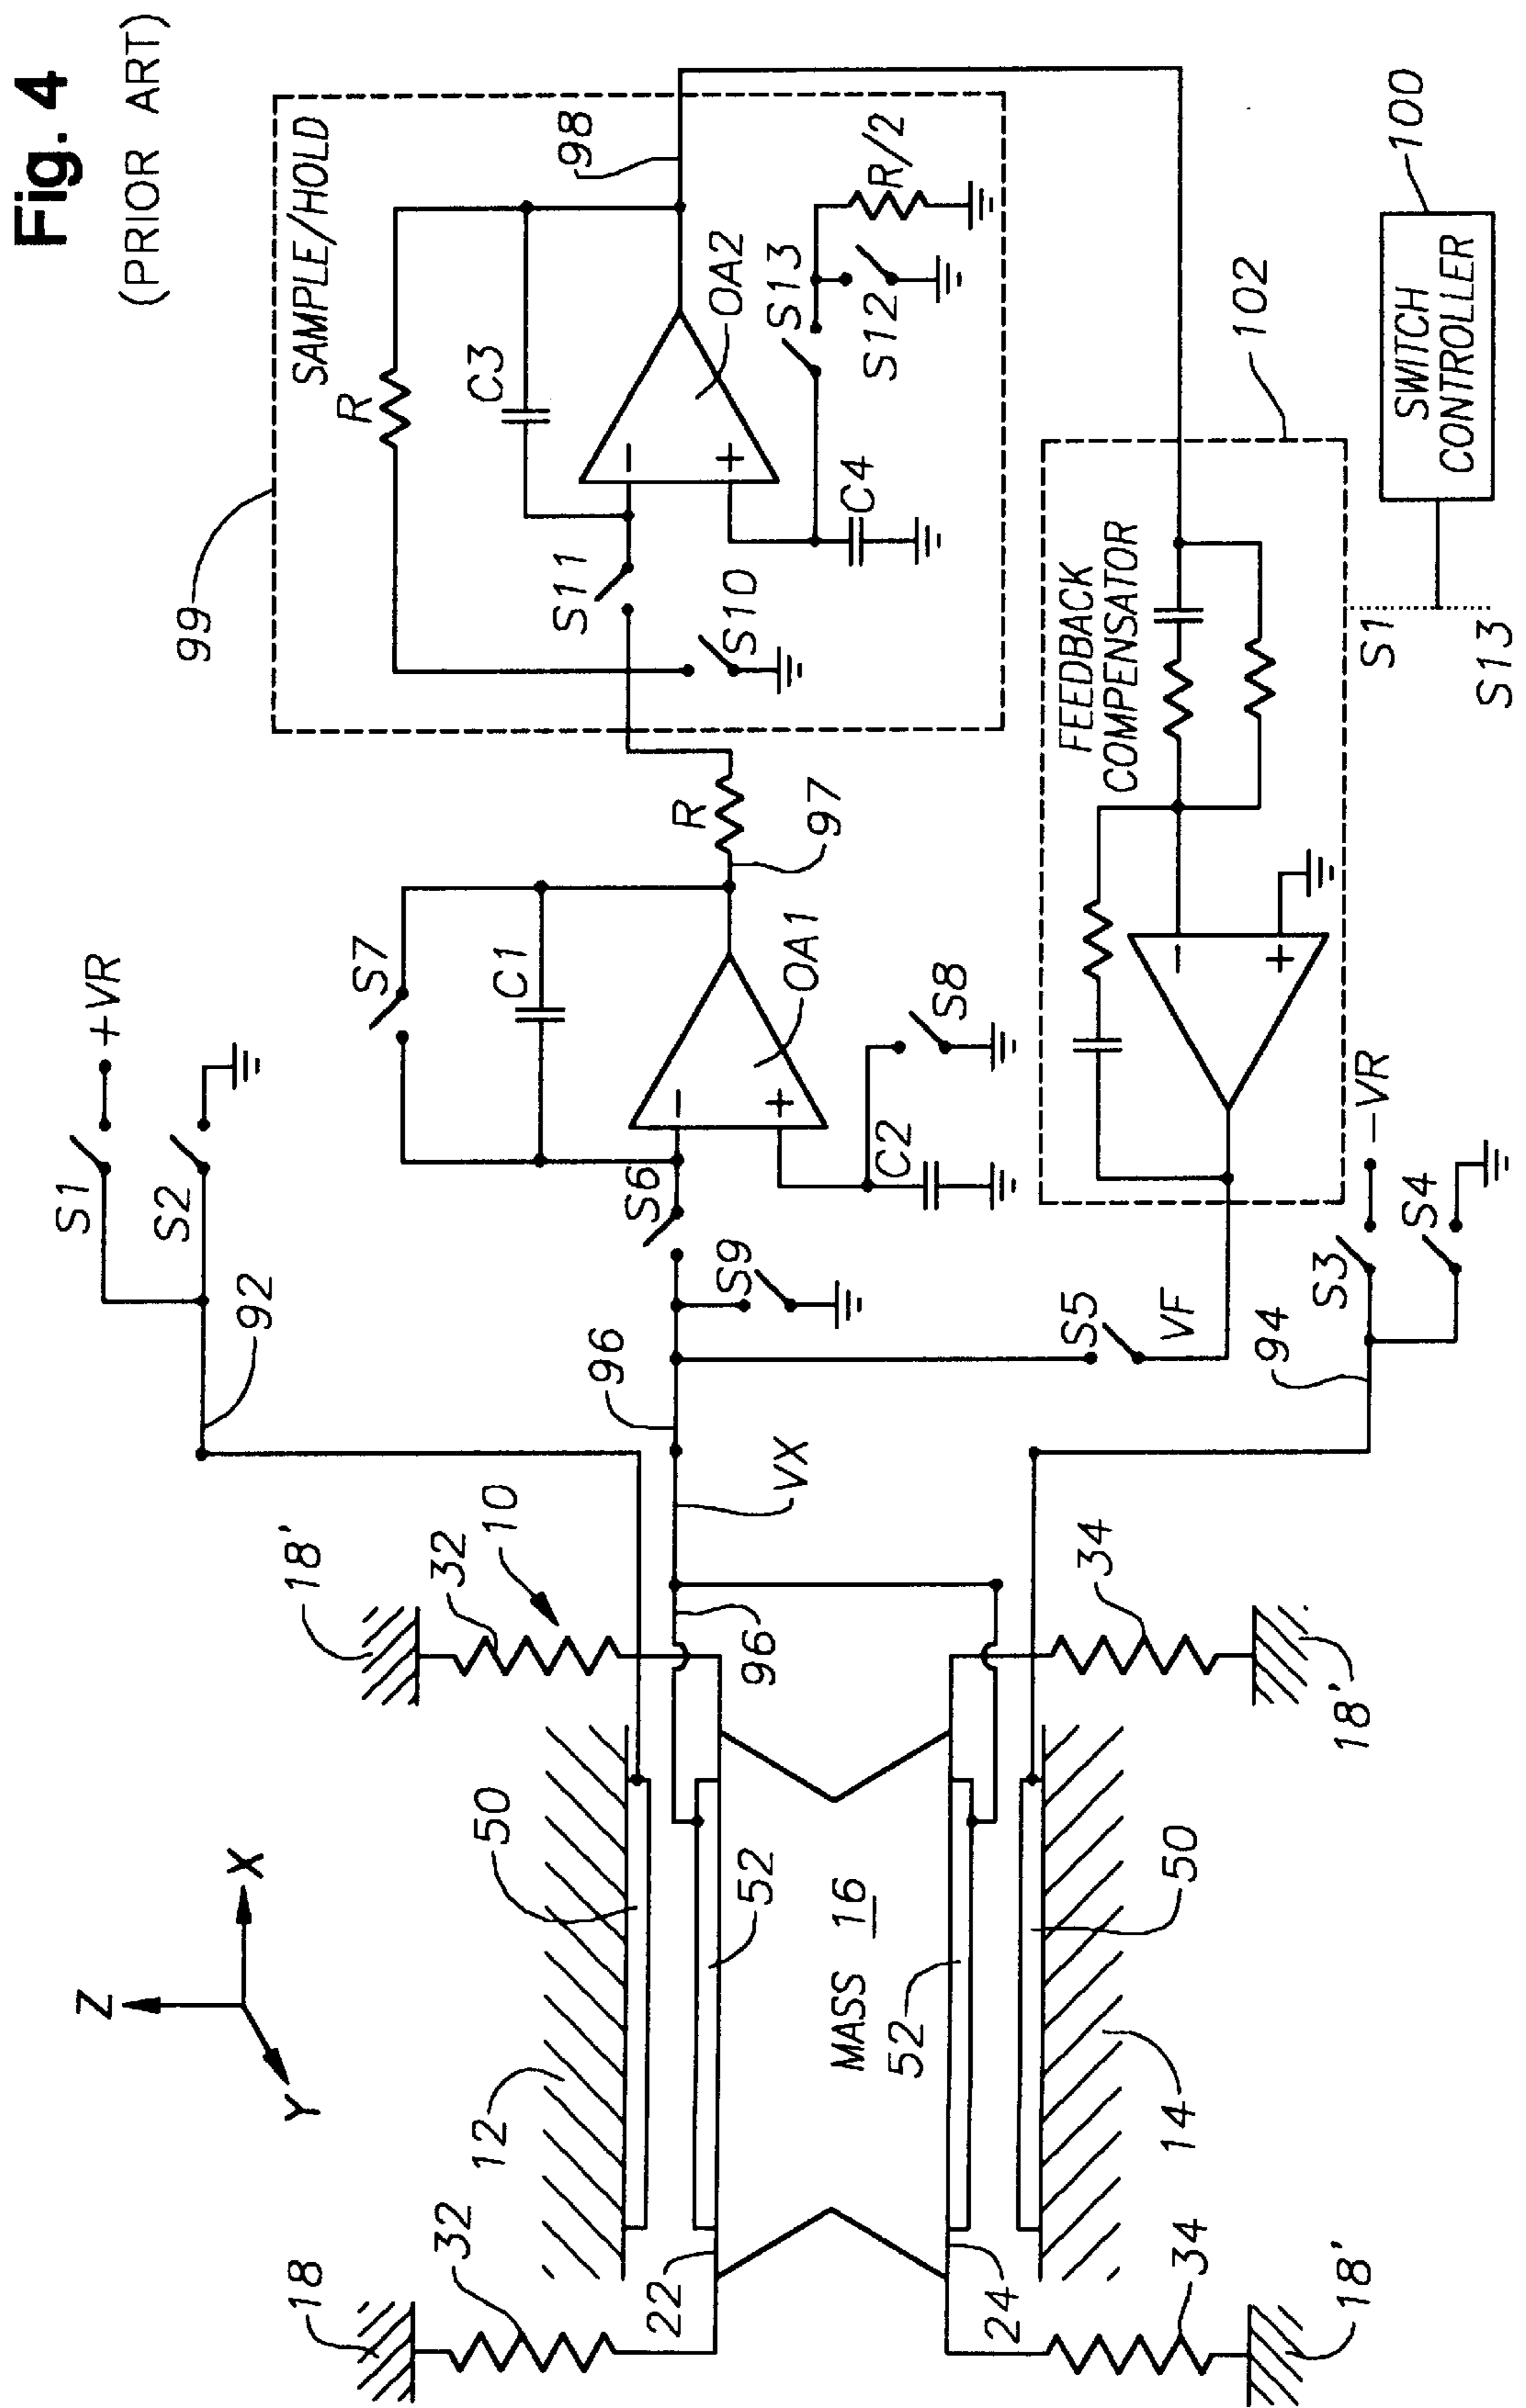 Fig. 4
(PRIOR ART)
SAMPLE/HOLD
99
R
C3
98
S11
OA2
S10
C4
S13
S12
R/2
+VR
S1
S2
92
S7
C1
S6
OA1
R
97
S9
C2
S8
96
VX
S5
VF
FEEDBACK
COMPENSATOR
102
-VR
S3
S4
94
S1
S13
SWITCH
CONTROLLER
100
Z
X
Y
18
32
12
50
18'
32
10
22
52
96
MASS 16
24
52
50
14
34
18'
34
18'